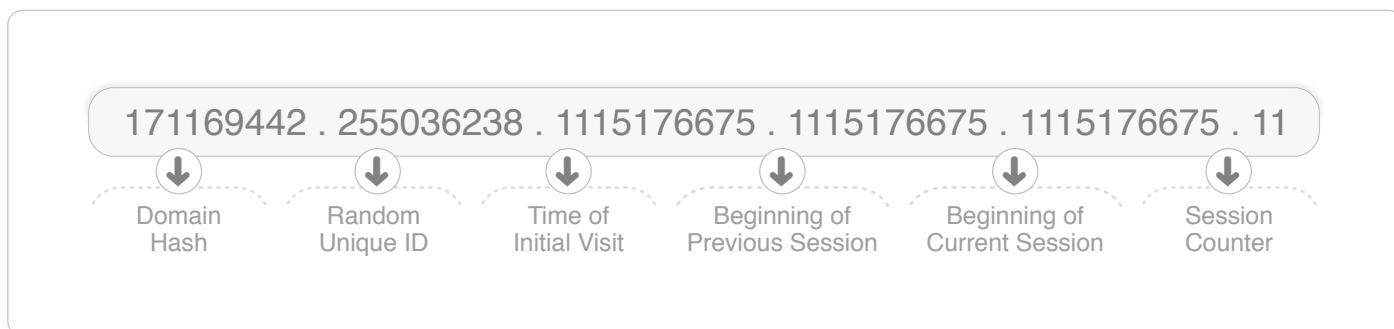 171169442 . 255036238 . 1115176675 . 1115176675 . 1115176675 . 11
Domain
Hash
Random
Unique ID
Time of
Initial Visit
Beginning of
Previous Session
Beginning of
Current Session
Session
Counter